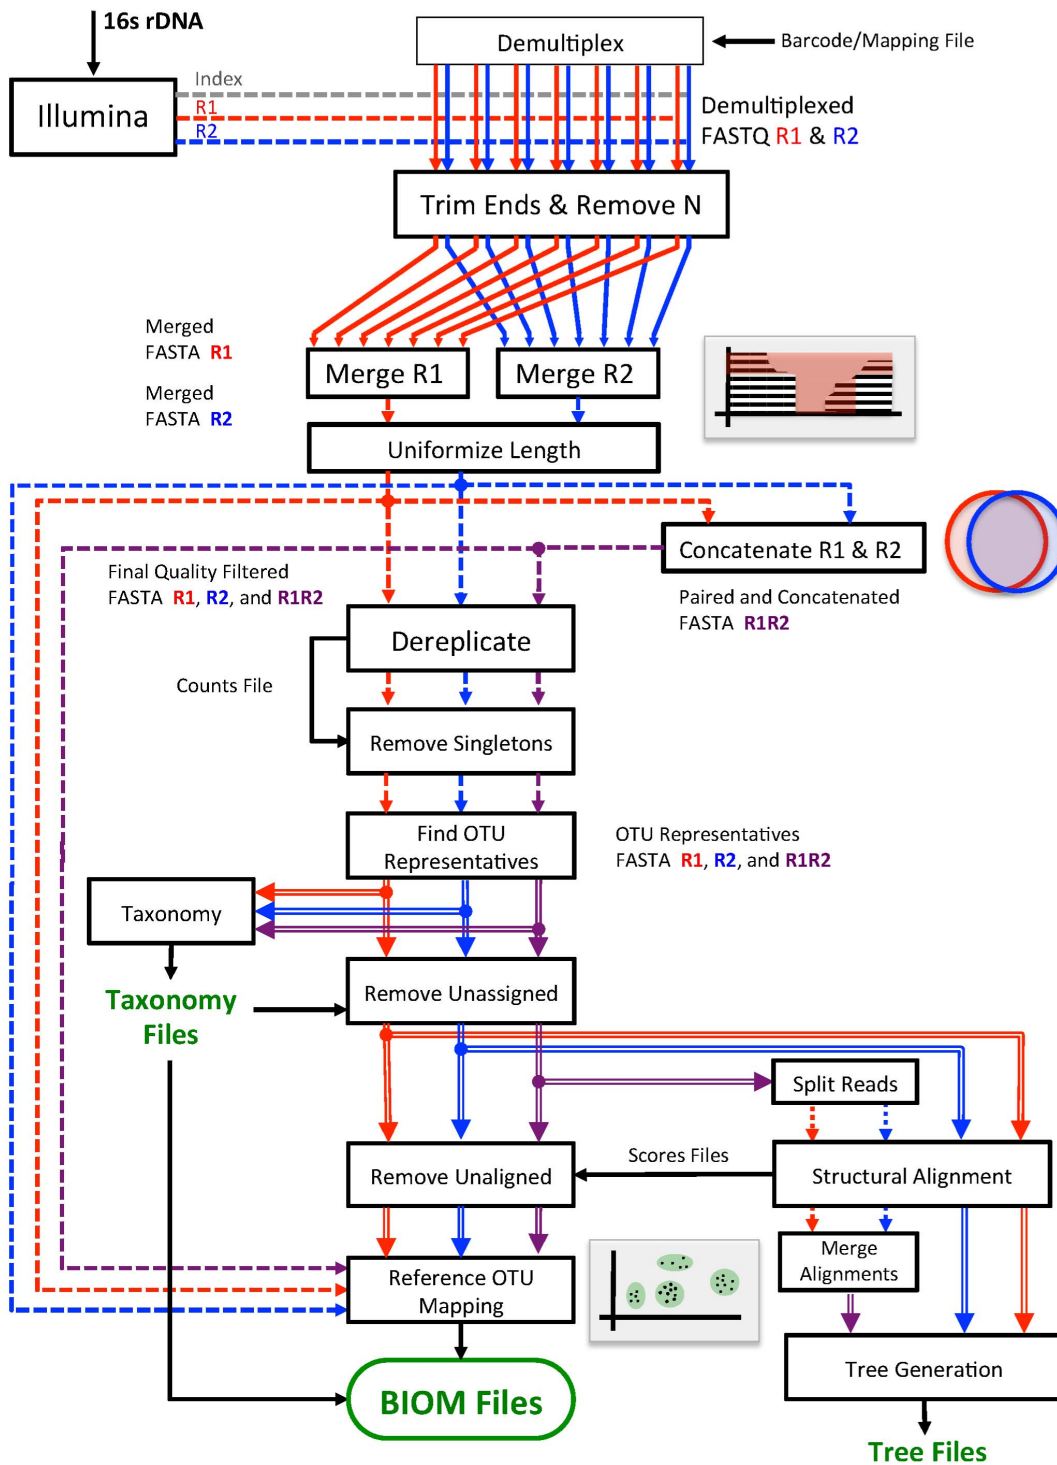 16s rDNA
Demultiplex
Barcode/Mapping File
Index
Illumina
R1
R2
Demultiplexed
FASTQ R1 & R2
Trim Ends & Remove N
Merged
FASTA R1
Merge R1
Merge R2
Merged
FASTA R2
Uniformize Length
Concatenate R1 & R2
Final Quality Filtered
FASTA R1, R2, and R1R2
Paired and Concatenated
FASTA R1R2
Dereplicate
Counts File
Remove Singletons
Find OTU
Representatives
OTU Representatives
FASTA R1, R2, and R1R2
Taxonomy
Taxonomy
Files
Remove Unassigned
Split Reads
Remove Unaligned
Scores Files
Structural Alignment
Merge
Alignments
Reference OTU
Mapping
Tree Generation
BIOM Files
Tree Files